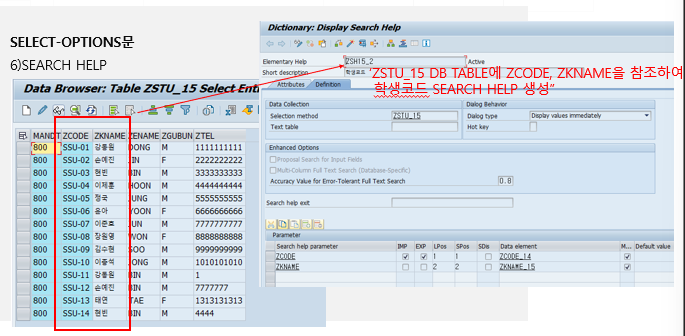 SELECT-OPTIONS문
6)SEARCH HELP
Data Browser: Table ZSTU_15 Select Ent
MANDT ZCODE ZKNAME ZENAME ZGUBUN ZTEL
800 SSU-01 강동원 DONG M 1111111111
800 SSU-02 손예진 JIN F 2222222222
800 SSU-03 현빈 BIN M 3333333333
800 SSU-04 이제훈 HOON M 4444444444
800 SSU-05 정국 JUNG M 5555555555
800 SSU-06 윤아 YOON F 6666666666
800 SSU-07 이준호 JUN M 7777777777
800 SSU-08 장원영 WON F 8888888888
800 SSU-09 김수현 SOO M 9999999999
800 SSU-10 이종석 JONG M 1010101010
800 SSU-11 강동원 BIN M 1
800 SSU-12 손예진 BIN M 7777777
800 SSU-13 태연 TAE F 1313131313
800 SSU-14 현빈 BIN M 4444
Dictionary: Display Search Help
Elementary Help ZSH15_2 Active
Short description 학생코드
'ZSTU_15 DB TABLE에 ZCODE, ZKNAME을 참조하여
학생코드 SEARCH HELP 생성"
Attributes Definition
Data Collection Dialog Behavior
Selection method ZSTU_15 Dialog type Display values immediately
Text table Hot key
Enhanced Options
Proposal Search for Input Fields
Multi-Column Full Text Search (Database-Specific)
Accuracy Value for Error-Tolerant Full Text Search 0.8
Search help exit
Parameter
Search help parameter IMP EXP LPos SPos SDis Data element M... Default value
ZCODE 1 1 ZCODE_14
ZKNAME 2 2 ZKNAME_15